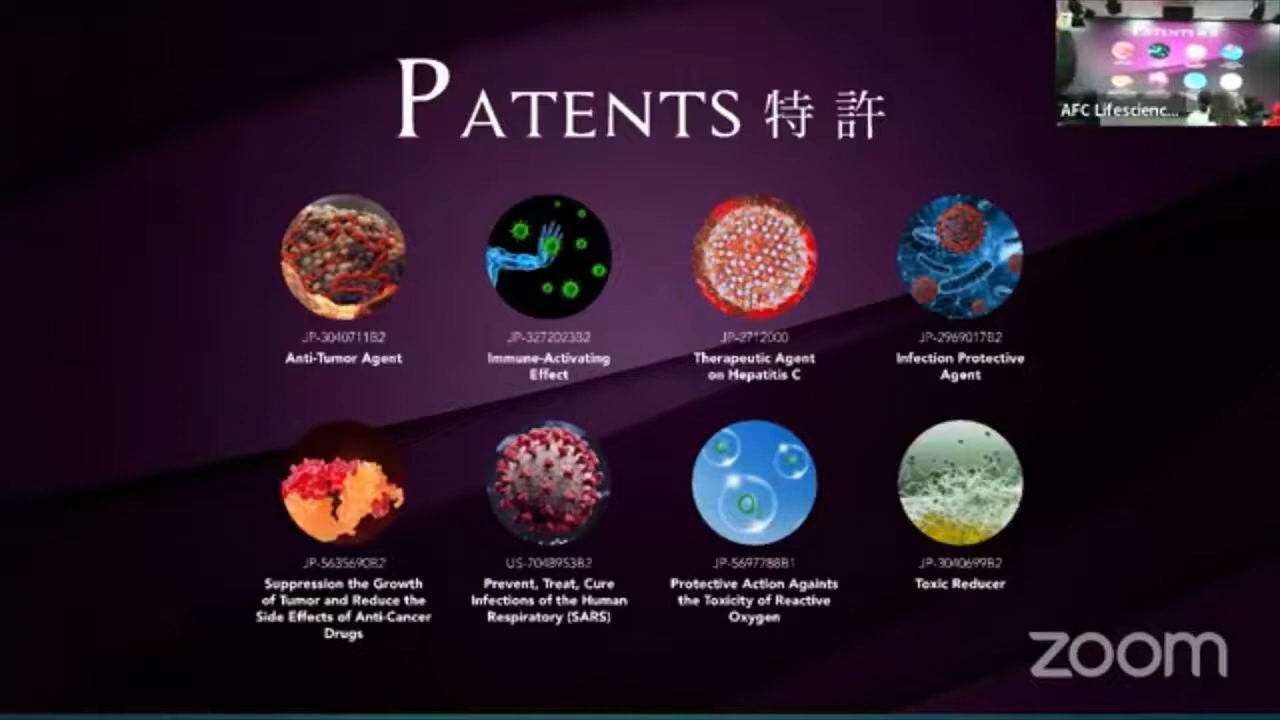 PATENTS 特許
AFC Lifescienc...
JP-3040711B2
Anti-Tumor Agent
JP-3272023B2
Immune-Activating
Effect
JP-2712000
Therapeutic Agent
on Hepatitis C
JP-2969017B2
Infection Protective
Agent
JP-5635690B2
Suppression the Growth
of Tumor and Reduce the
Side Effects of Anti-Cancer
Drugs
US-7048953B2
Prevent, Treat, Cure
Infections of the Human
Respiratory (SARS)
JP-5697788B1
Protective Action Againts
the Toxicity of Reactive
Oxygen
JP-3040699B2
Toxic Reducer
zoom